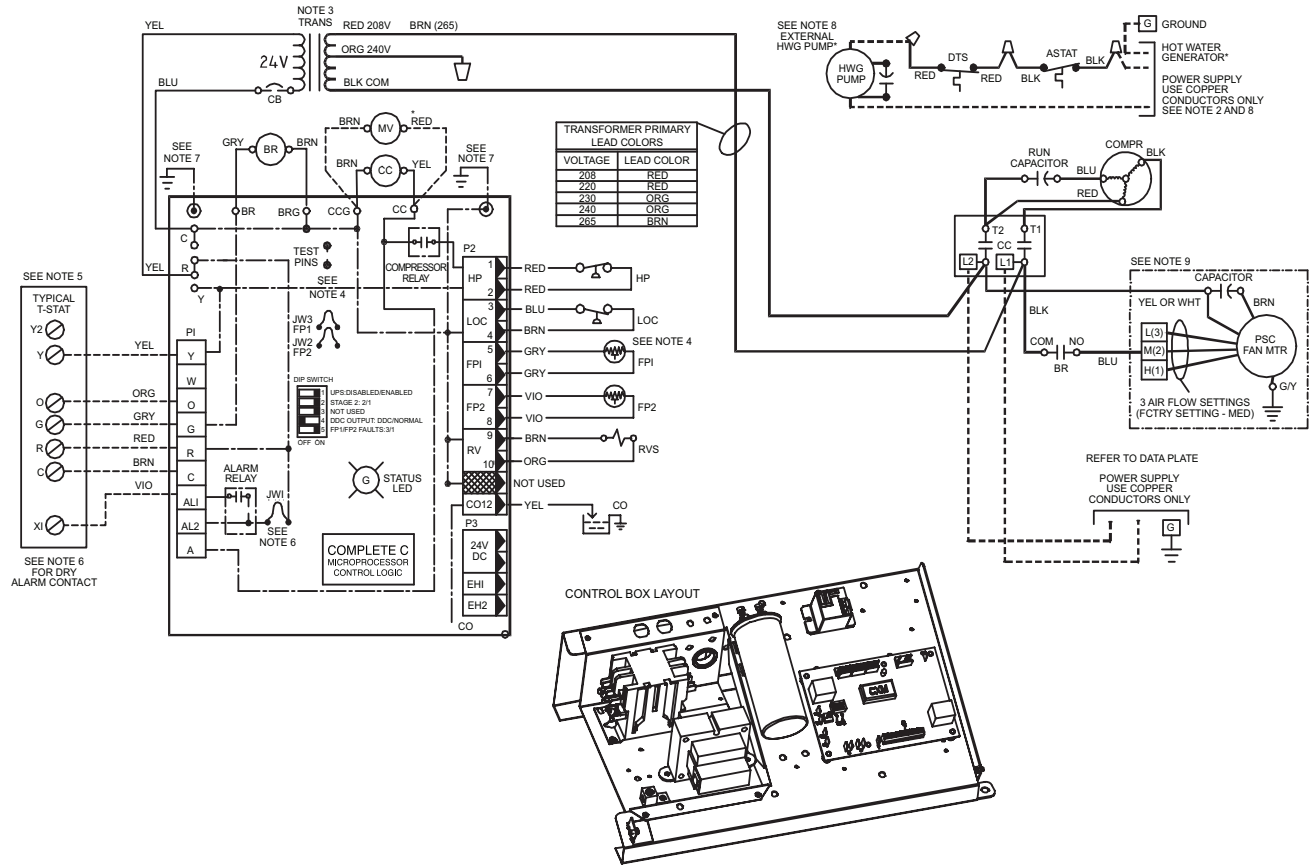 NOTE 3
TRANS
YEL
RED 208V
BRN (265)
ORG 240V
24V
BLK COM
BLU
CB
SEE NOTE 8
EXTERNAL
HWG PUMP*
HWG
PUMP
RED
DTS
RED
BLK
ASTAT
BLK
G
GROUND
HOT WATER
GENERATOR*
POWER SUPPLY
USE COPPER
CONDUCTORS ONLY
SEE NOTE 2 AND 8
SEE
NOTE 7
GRY
BR
BRN
BRN
MV
*
RED
BRN
CC
YEL
SEE
NOTE 7
TRANSFORMER PRIMARY
LEAD COLORS
VOLTAGE LEAD COLOR
208 RED
220 RED
230 ORG
240 ORG
265 BRN
RUN
CAPACITOR
BLU
RED
COMPR
BLK
T2
T1
CC
L2
L1
BLK
COM
NO
BR
BLU
SEE NOTE 9
CAPACITOR
YEL OR WHT
BRN
L(3)
M(2)
H(1)
PSC
FAN MTR
G/Y
3 AIR FLOW SETTINGS
(FCTRY SETTING - MED)
REFER TO DATA PLATE
POWER SUPPLY
USE COPPER
CONDUCTORS ONLY
G
BR
BRG
CCG
CC
C
R
Y
YEL
TEST
PINS
SEE
NOTE 4
COMPRESSOR
RELAY
JW3
FP1
JW2
FP2
DIP SWITCH
1 UPS:DISABLED/ENABLED
2 STAGE 2: 2/1
3 NOT USED
4 DDC OUTPUT: DDC/NORMAL
5 FP1/FP2 FAULTS:3/1
OFF ON
G
STATUS
LED
ALARM
RELAY
JWI
SEE
NOTE 6
COMPLETE C
MICROPROCESSOR
CONTROL LOGIC
SEE NOTE 5
TYPICAL
T-STAT
Y2
Y
O
G
R
C
XI
SEE NOTE 6
FOR DRY
ALARM CONTACT
YEL
ORG
GRY
RED
BRN
VIO
PI
Y
W
O
G
R
C
ALI
AL2
A
P2
1
HP
2
3
LOC
4
5
FPI
6
7
FP2
8
9
RV
10
CO12
P3
24V
DC
EHI
EH2
CO
RED
RED
HP
BLU
BRN
LOC
SEE NOTE 4
GRY
GRY
FPI
VIO
VIO
FP2
BRN
ORG
RVS
NOT USED
YEL
CO
CONTROL BOX LAYOUT
CXM